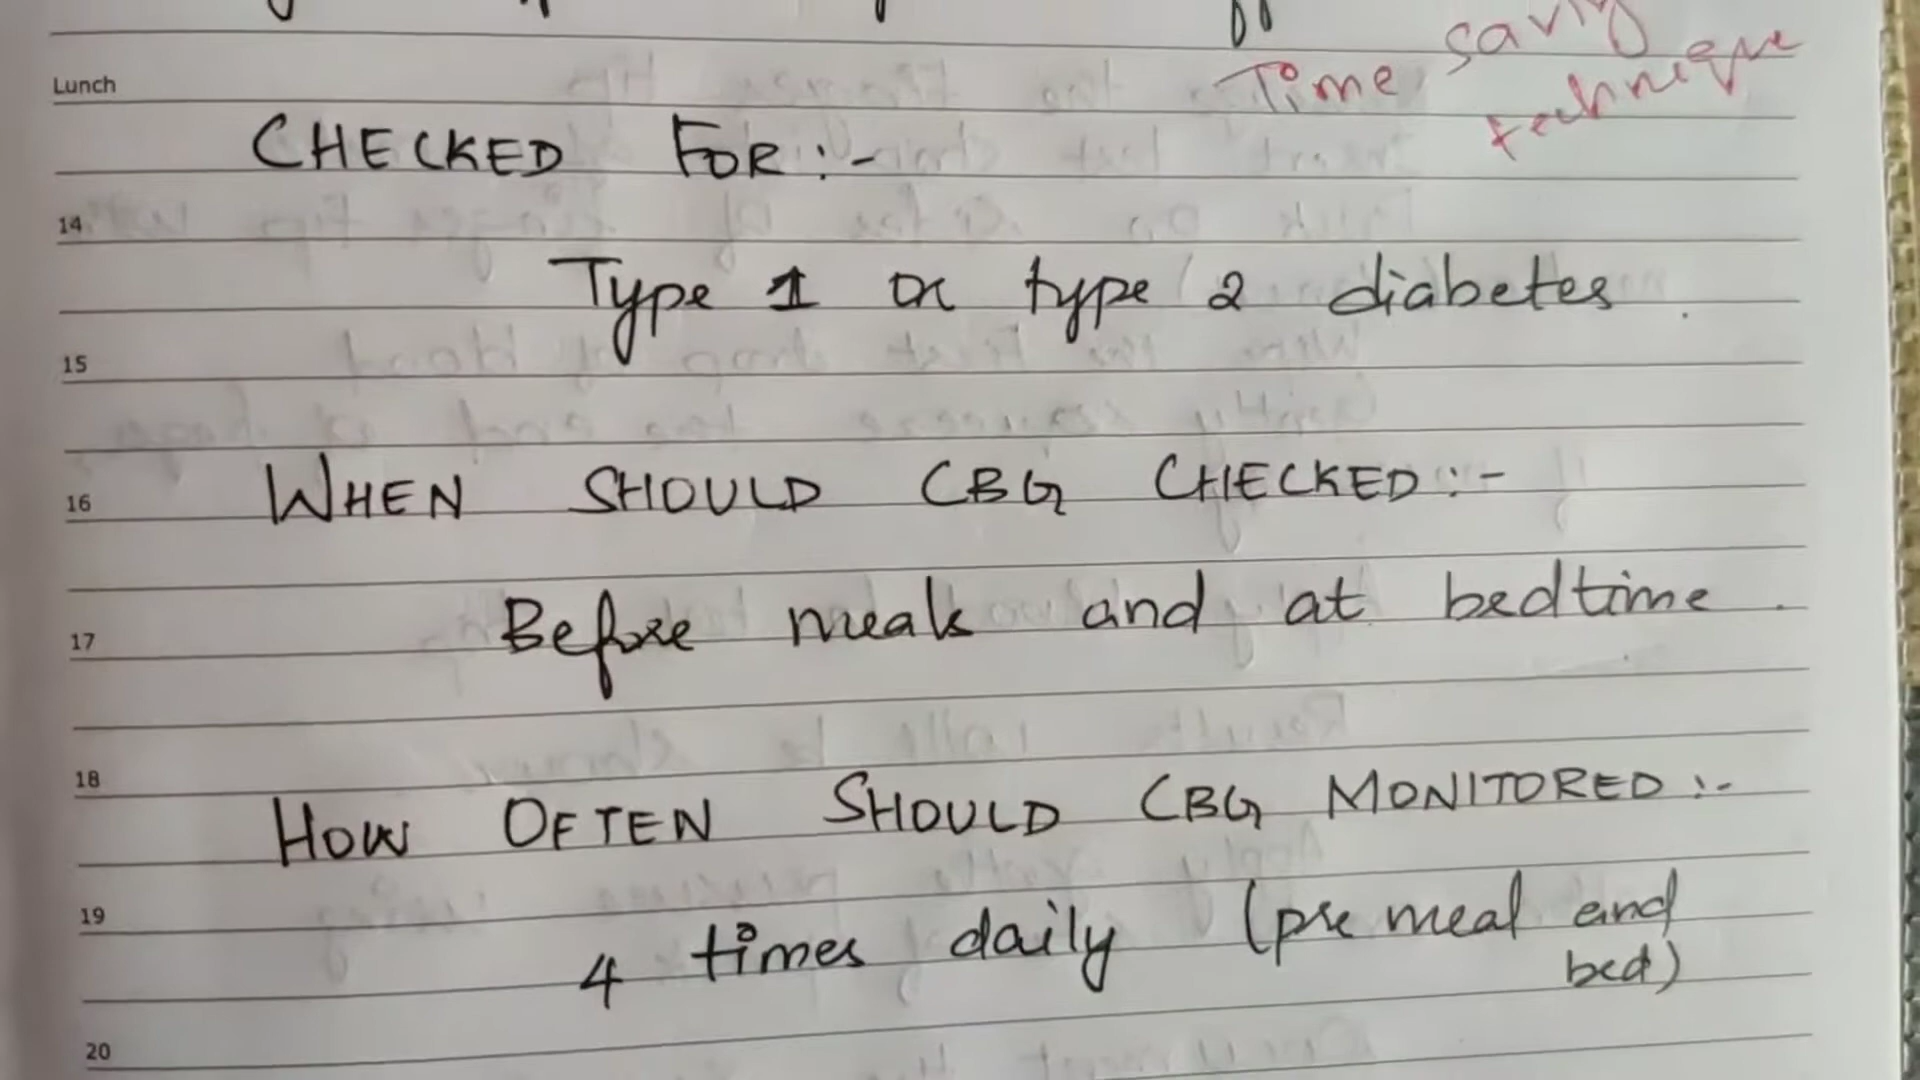 Time saving
technique
Lunch
CHECKED FOR :-
14
Type 1 or type 2 diabetes.
15
WHEN SHOULD CBG CHECKED :-
16
Before meals and at bedtime.
17
18
HOW OFTEN SHOULD CBG MONITORED :-
19
4 times daily (pre meal and
bed)
20